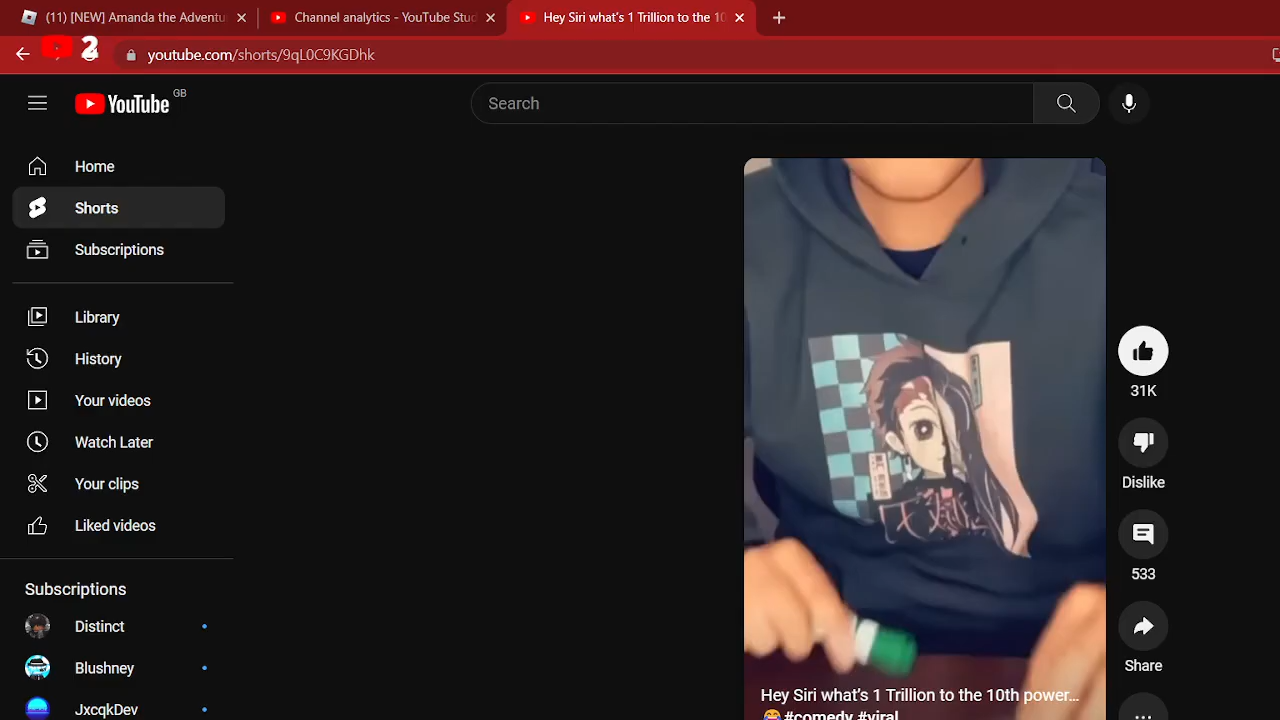 (11) [NEW] Amanda the Adventu
Channel analytics - YouTube Stud
Hey Siri what's 1 Trillion to the 10
2
youtube.com/shorts/9qL0C9KGDhk
YouTube GB
Search
Home
Shorts
Subscriptions
Library
History
Your videos
Watch Later
Your clips
Liked videos
Subscriptions
Distinct
Blushney
JxcqkDev
31K
Dislike
533
Share
Hey Siri what's 1 Trillion to the 10th power...
😂 #comedy #viral